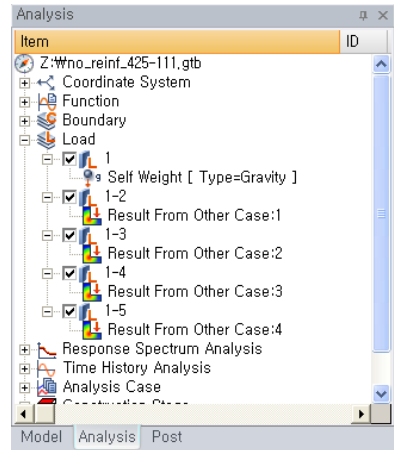 Analysis
Item ID
Z:₩no_reinf_425-111.gtb
Coordinate System
Function
Boundary
Load
1
Self Weight [ Type=Gravity ]
1-2
Result From Other Case:1
1-3
Result From Other Case:2
1-4
Result From Other Case:3
1-5
Result From Other Case:4
Response Spectrum Analysis
Time History Analysis
Analysis Case
Model Analysis Post